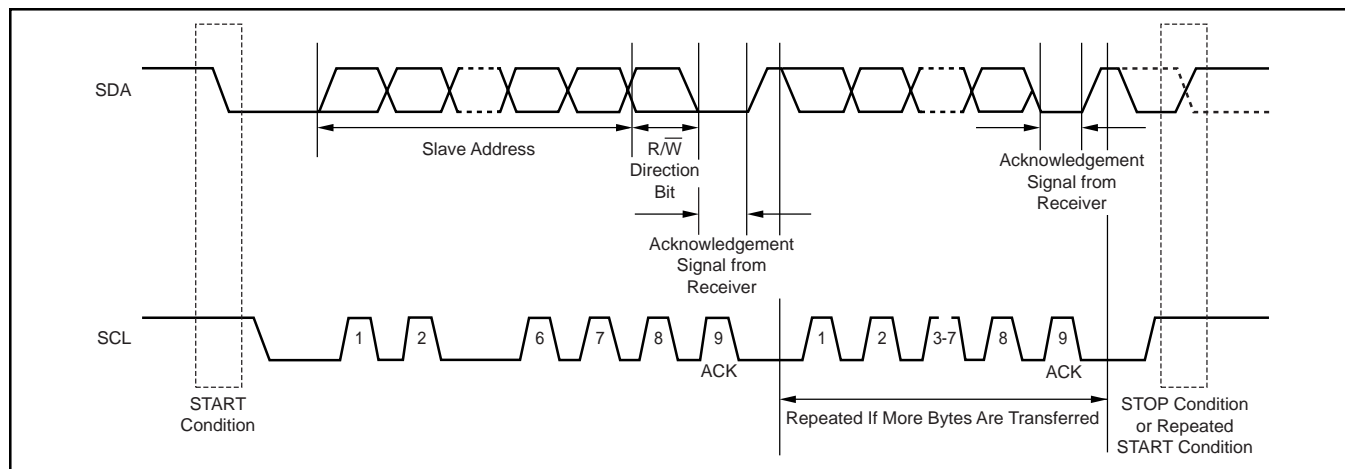 SDA
Slave Address
R/W̅
Direction
Bit
Acknowledgement
Signal from
Receiver
Acknowledgement
Signal from
Receiver
SCL
1
2
6
7
8
9
ACK
1
2
3-7
8
9
ACK
START
Condition
Repeated If More Bytes Are Transferred
STOP Condition
or Repeated
START Condition